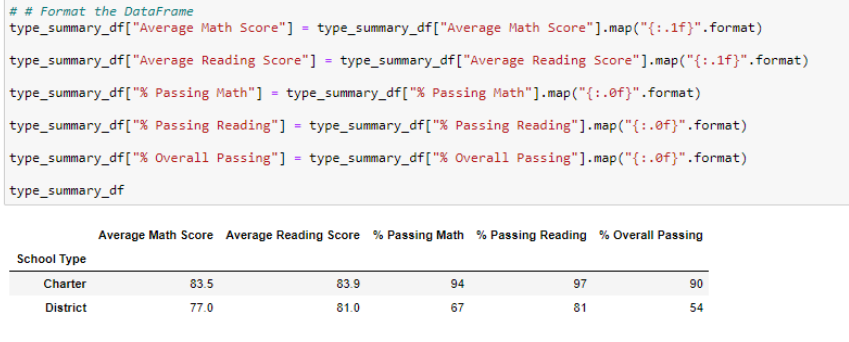 # # Format the DataFrame
type_summary_df["Average Math Score"] = type_summary_df["Average Math Score"].map("{:.1f}".format)
type_summary_df["Average Reading Score"] = type_summary_df["Average Reading Score"].map("{:.1f}".format)
type_summary_df["% Passing Math"] = type_summary_df["% Passing Math"].map("{:.0f}".format)
type_summary_df["% Passing Reading"] = type_summary_df["% Passing Reading"].map("{:.0f}".format)
type_summary_df["% Overall Passing"] = type_summary_df["% Overall Passing"].map("{:.0f}".format)
type_summary_df
Average Math Score Average Reading Score % Passing Math % Passing Reading % Overall Passing
School Type
Charter 83.5 83.9 94 97 90
District 77.0 81.0 67 81 54